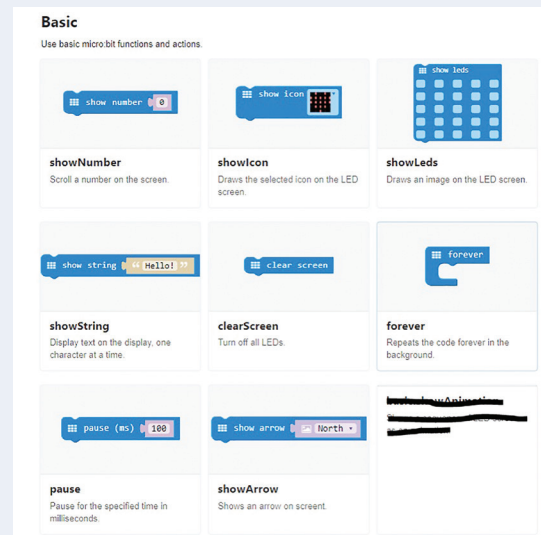 Basic
Use basic micro:bit functions and actions.
show number 0
show icon
show leds
showNumber
Scroll a number on the screen.
showIcon
Draws the selected icon on the LED
screen.
showLeds
Draws an image on the LED screen.
show string “ Hello! ”
clear screen
forever
showString
Display text on the display, one
character at a time.
clearScreen
Turn off all LEDs.
forever
Repeats the code forever in the
background.
pause (ms) 100
show arrow North
pause
Pause for the specified time in
milliseconds.
showArrow
Shows an arrow on screent.